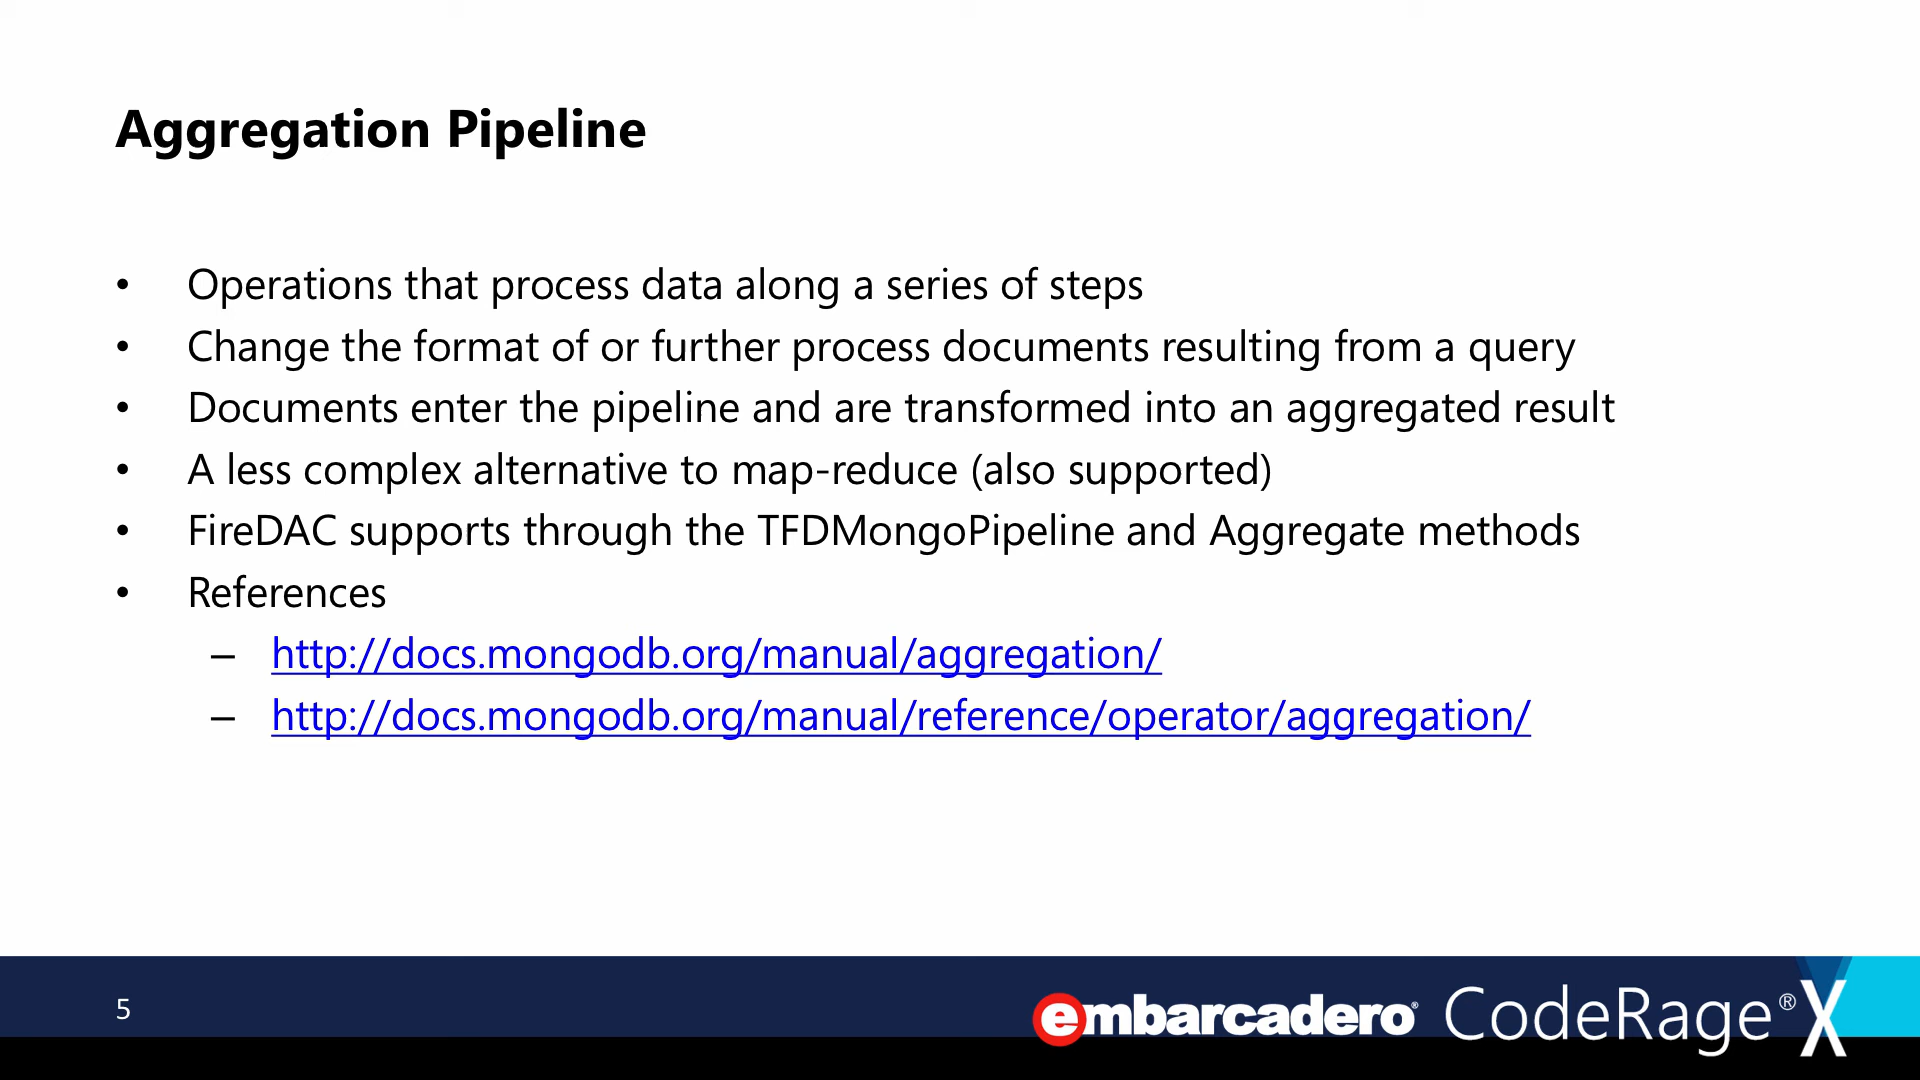 Aggregation Pipeline
• Operations that process data along a series of steps
• Change the format of or further process documents resulting from a query
• Documents enter the pipeline and are transformed into an aggregated result
• A less complex alternative to map-reduce (also supported)
• FireDAC supports through the TFDMongoPipeline and Aggregate methods
• References
– http://docs.mongodb.org/manual/aggregation/
– http://docs.mongodb.org/manual/reference/operator/aggregation/
5
embarcadero® CodeRage® X